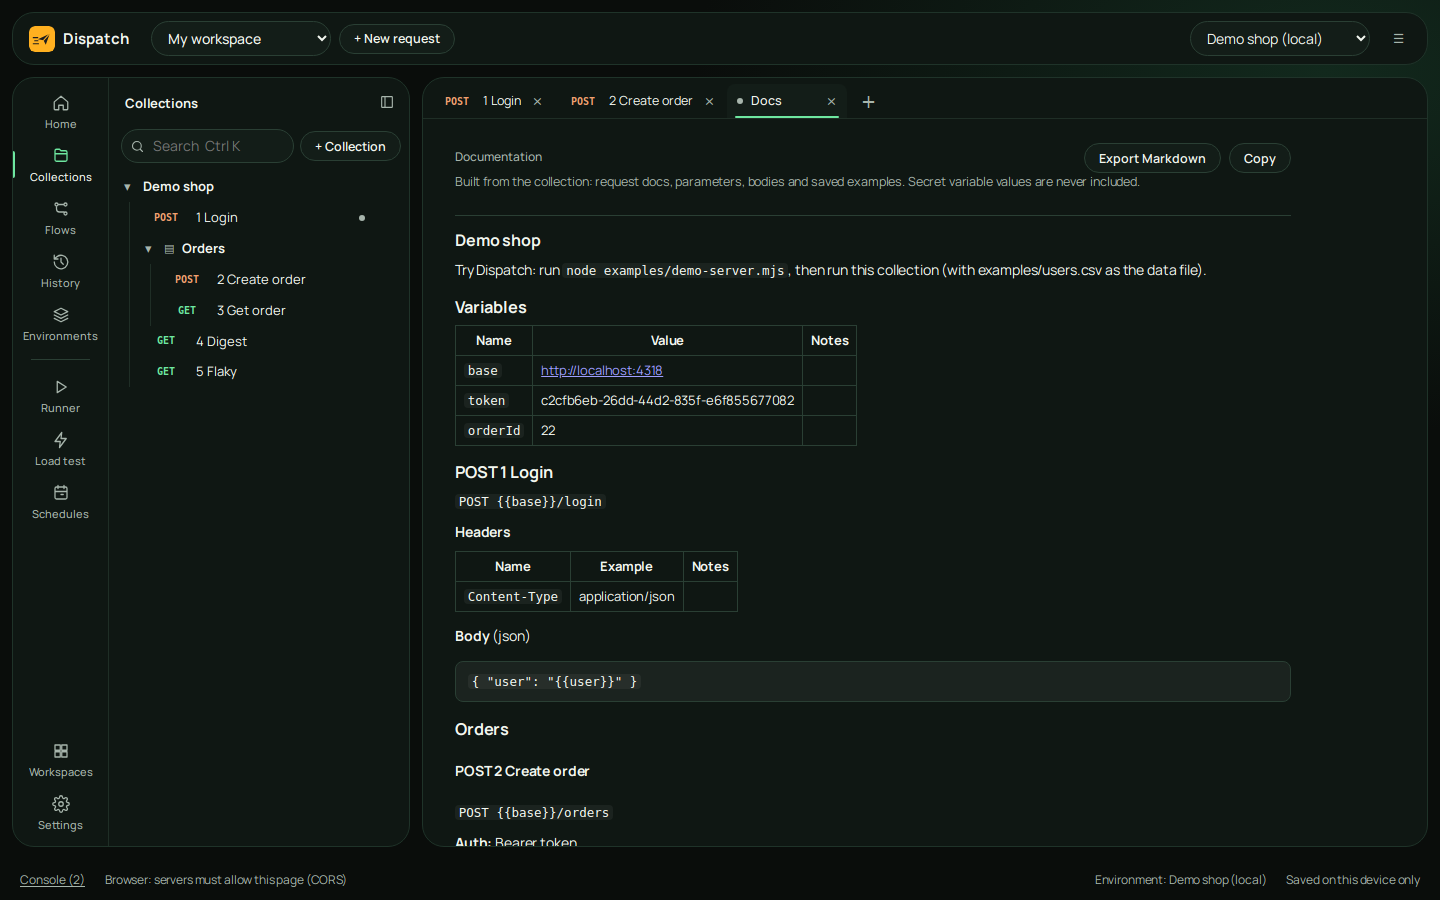 Dispatch
My workspace
+ New request
Demo shop (local)
Home
Collections
Flows
History
Environments
Runner
Load test
Schedules
Workspaces
Settings
Collections
Search Ctrl K
+ Collection
Demo shop
POST 1 Login
Orders
POST 2 Create order
GET 3 Get order
GET 4 Digest
GET 5 Flaky
POST 1 Login × POST 2 Create order × Docs × +
Documentation
Export Markdown Copy
Built from the collection: request docs, parameters, bodies and saved examples. Secret variable values are never included.
Demo shop
Try Dispatch: run node examples/demo-server.mjs, then run this collection (with examples/users.csv as the data file).
Variables
Name Value Notes
base http://localhost:4318
token c2cfb6eb-26dd-44d2-835f-e6f855677082
orderId 22
POST 1 Login
POST {{base}}/login
Headers
Name Example Notes
Content-Type application/json
Body (json)
{ "user": "{{user}}" }
Orders
POST 2 Create order
POST {{base}}/orders
Auth: Bearer token
Console (2) Browser: servers must allow this page (CORS) Environment: Demo shop (local) Saved on this device only